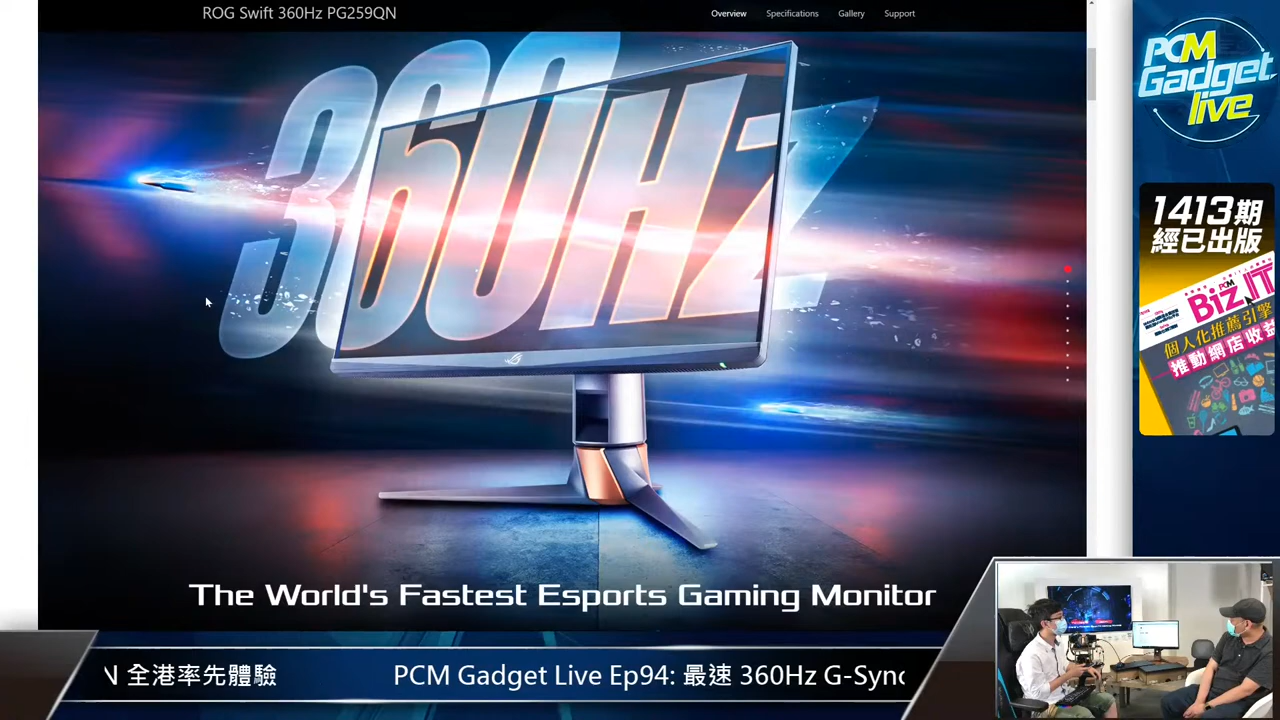 ROG Swift 360Hz PG259QN
Overview
Specifications
Gallery
Support
360Hz
360Hz
The World's Fastest Esports Gaming Monitor
PCM
Gadget
live
1413期
經已出版
PCM
Biz.IT
個人化推薦引擎
推動網店收益
N 全港率先體驗
PCM Gadget Live Ep94: 最速 360Hz G-Sync